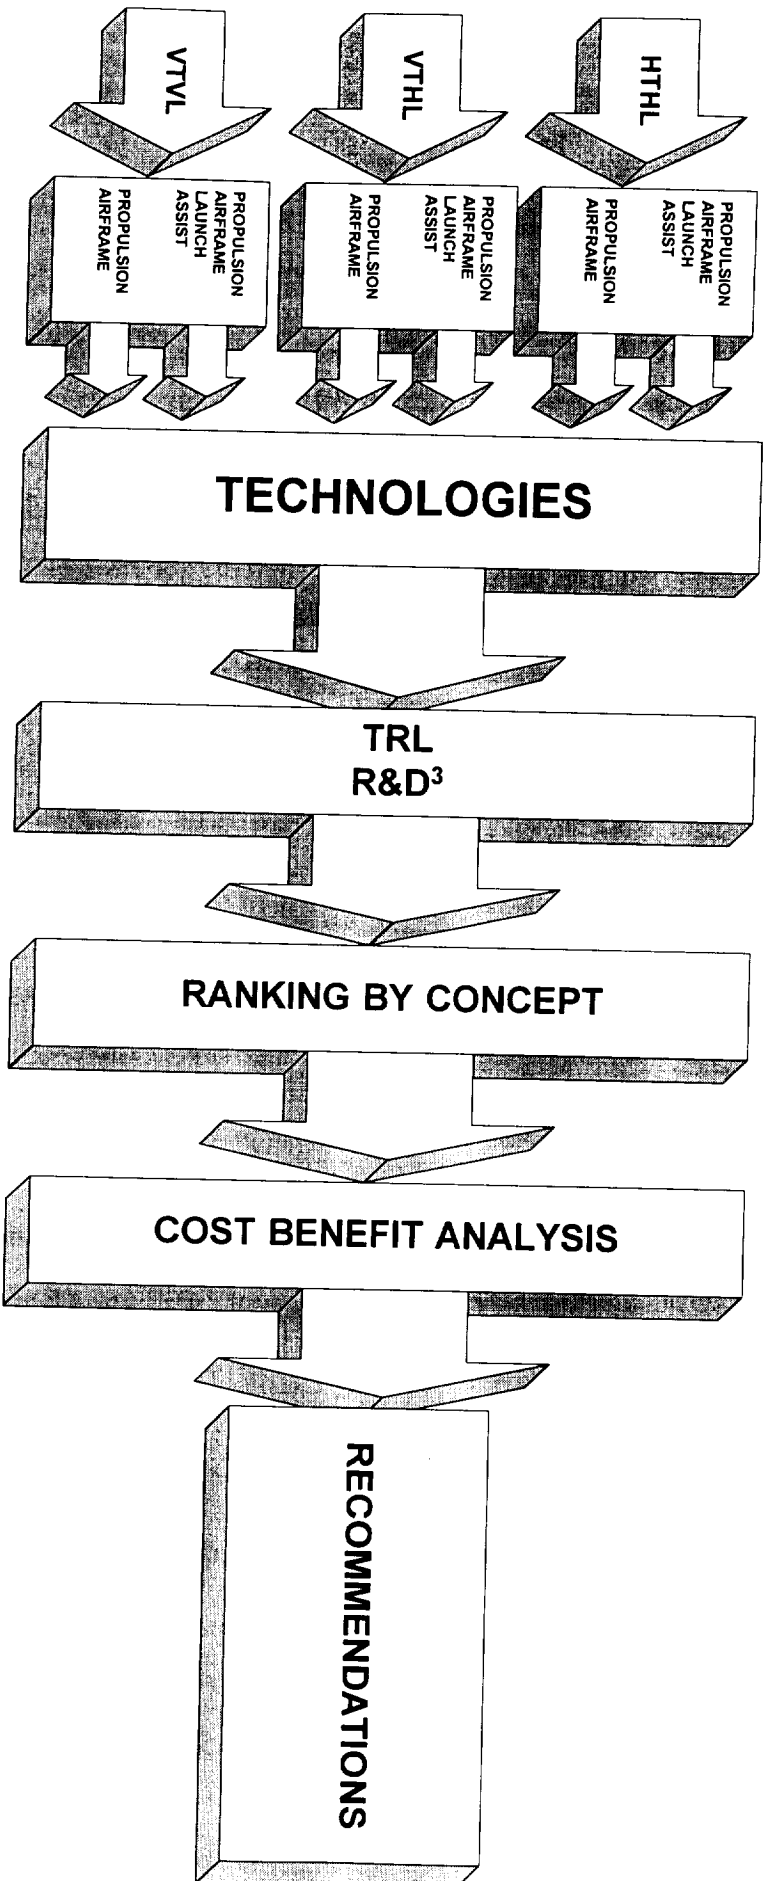 VTVL
VTHL
HTHL
PROPULSION
AIRFRAME
PROPULSION
AIRFRAME
LAUNCH
ASSIST
PROPULSION
AIRFRAME
PROPULSION
AIRFRAME
LAUNCH
ASSIST
PROPULSION
AIRFRAME
PROPULSION
AIRFRAME
LAUNCH
ASSIST
TECHNOLOGIES
TRL
R&D³
RANKING BY CONCEPT
COST BENEFIT ANALYSIS
RECOMMENDATIONS